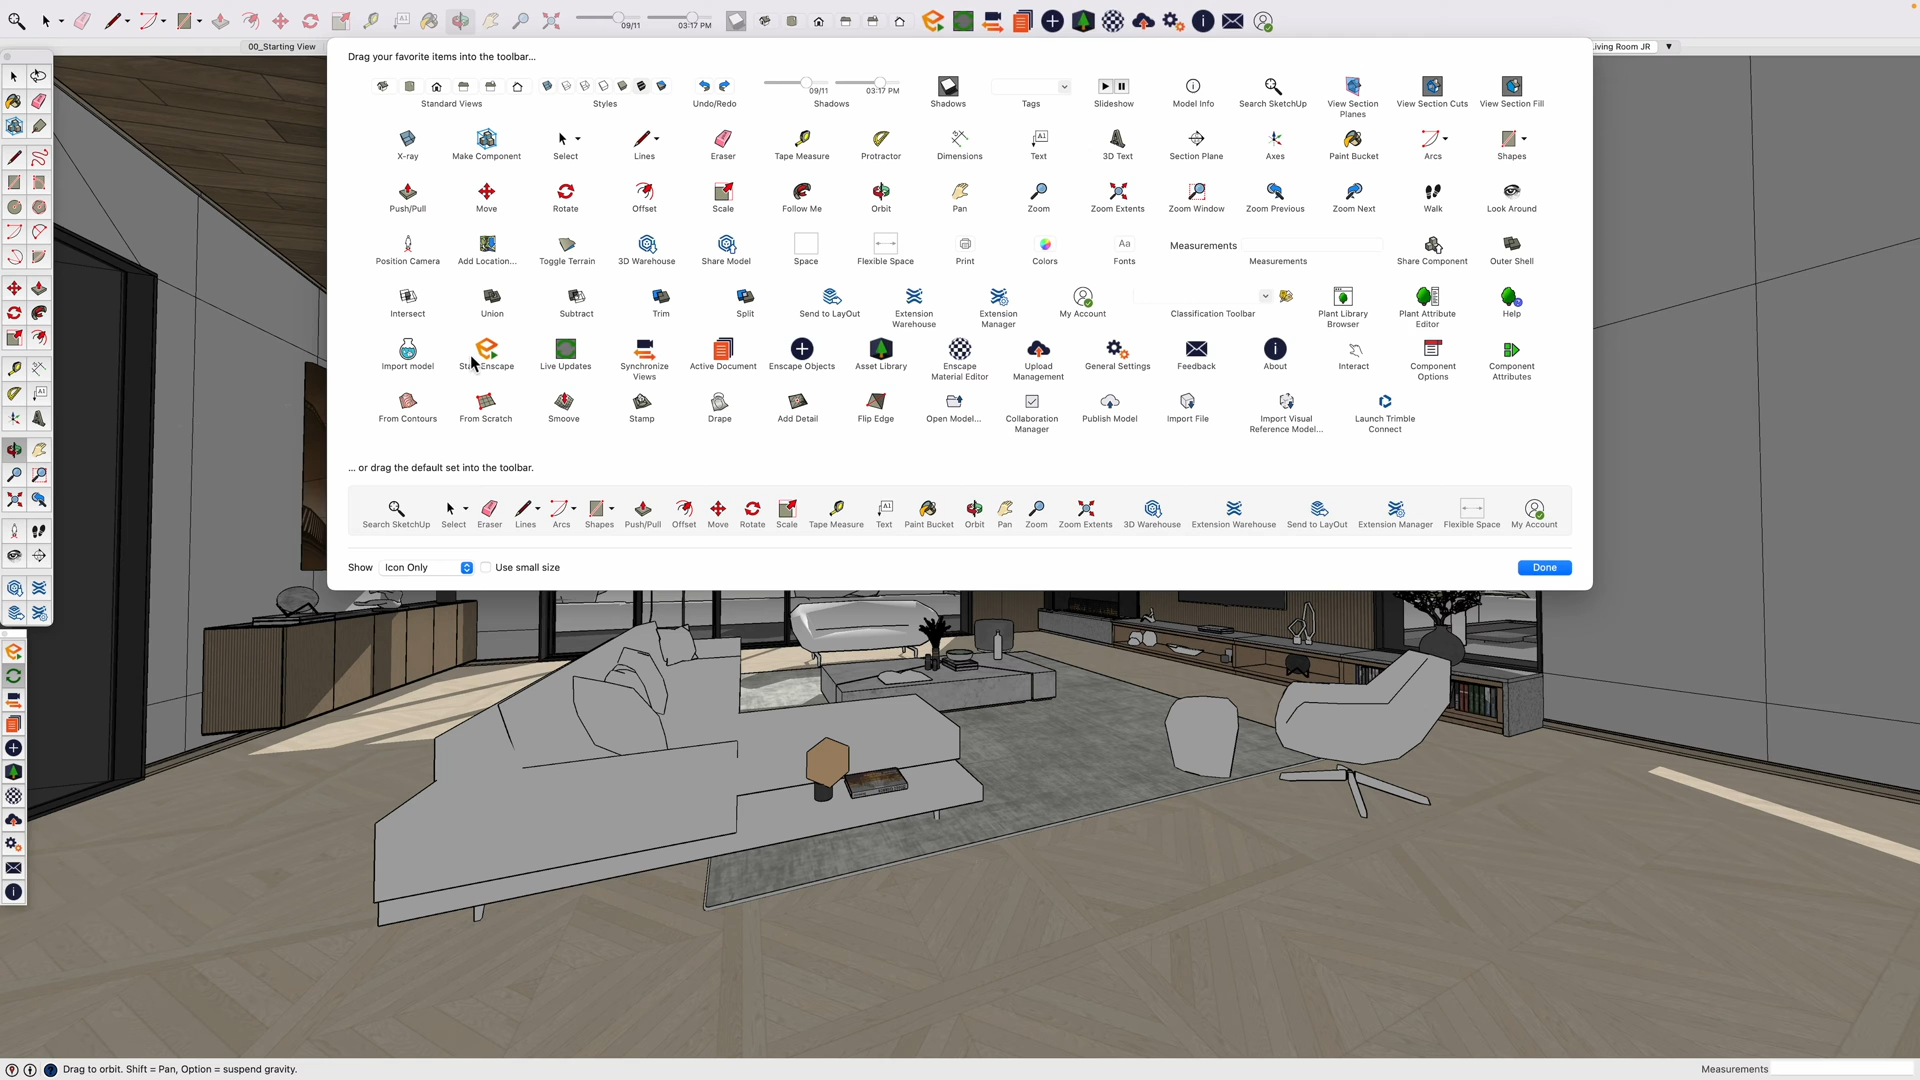 09/11
03:17 PM
00_Starting View
iving Room JR
Drag your favorite items into the toolbar...
09/11
03:17 PM
Standard Views
Styles
Undo/Redo
Shadows
Shadows
Tags
Slideshow
Model Info
Search SketchUp
View Section
Planes
View Section Cuts
View Section Fill
X-ray
Make Component
Select
Lines
Eraser
Tape Measure
Protractor
Dimensions
Text
3D Text
Section Plane
Axes
Paint Bucket
Arcs
Shapes
Push/Pull
Move
Rotate
Offset
Scale
Follow Me
Orbit
Pan
Zoom
Zoom Extents
Zoom Window
Zoom Previous
Zoom Next
Walk
Look Around
Position Camera
Add Location...
Toggle Terrain
3D Warehouse
Share Model
Space
Flexible Space
Print
Colors
Aa
Fonts
Measurements
Measurements
Share Component
Outer Shell
Intersect
Union
Subtract
Trim
Split
Send to LayOut
Extension
Warehouse
Extension
Manager
My Account
Classification Toolbar
Plant Library
Browser
Plant Attribute
Editor
Help
Import model
Enscape
Live Updates
Synchronize
Views
Active Document
Enscape Objects
Asset Library
Enscape
Material Editor
Upload
Management
General Settings
Feedback
About
Interact
Component
Options
Component
Attributes
From Contours
From Scratch
Smoove
Stamp
Drape
Add Detail
Flip Edge
Open Model...
Collaboration
Manager
Publish Model
Import File
Import Visual
Reference Model...
Launch Trimble
Connect
... or drag the default set into the toolbar.
Search SketchUp
Select
Eraser
Lines
Arcs
Shapes
Push/Pull
Offset
Move
Rotate
Scale
Tape Measure
Text
Paint Bucket
Orbit
Pan
Zoom
Zoom Extents
3D Warehouse
Extension Warehouse
Send to LayOut
Extension Manager
Flexible Space
My Account
Show
Icon Only
Use small size
Done
Drag to orbit. Shift = Pan, Option = suspend gravity.
Measurements